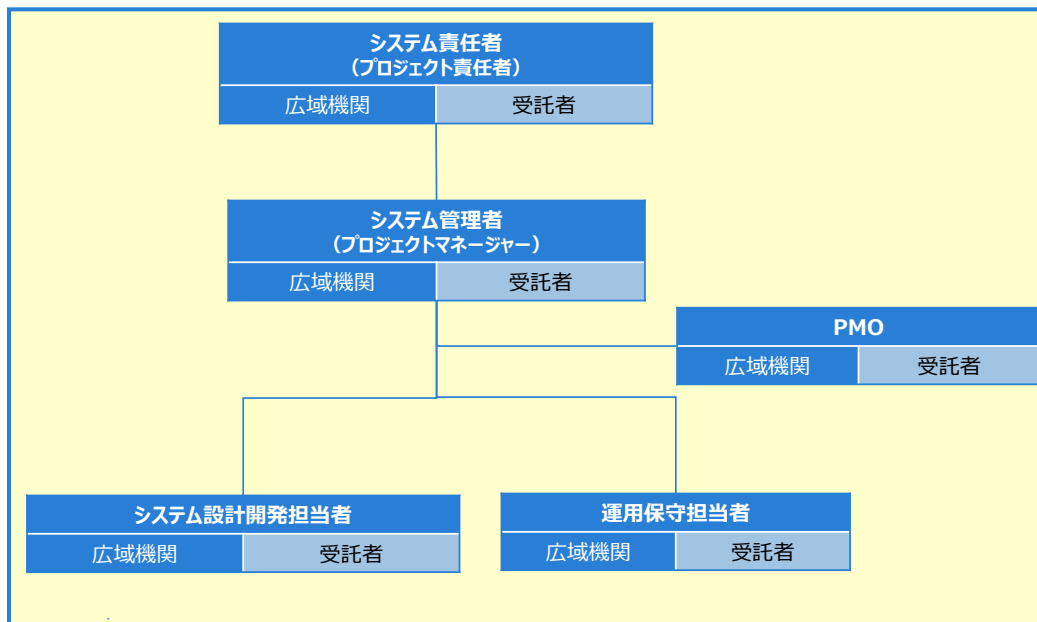 システム責任者
（プロジェクト責任者）
広域機関 受託者
システム管理者
（プロジェクトマネージャー）
広域機関 受託者
PMO
広域機関 受託者
システム設計開発担当者
広域機関 受託者
運用保守担当者
広域機関 受託者